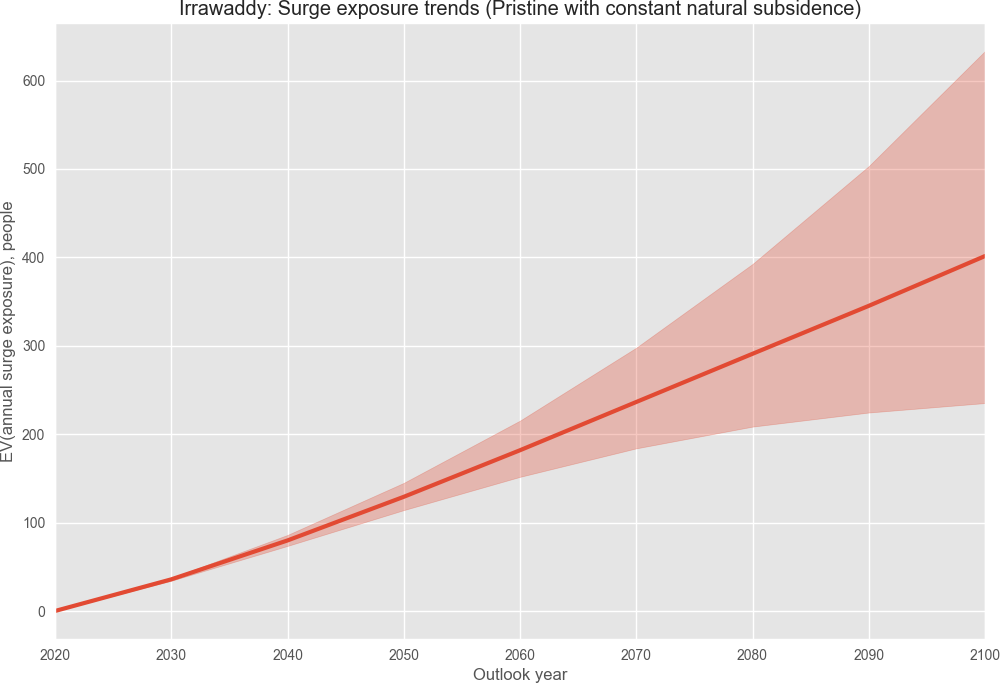 Irrawaddy: Surge exposure trends (Pristine with constant natural subsidence)
600
500
400
300
200
100
0
EV(annual surge exposure), people
2020 2030 2040 2050 2060 2070 2080 2090 2100
Outlook year